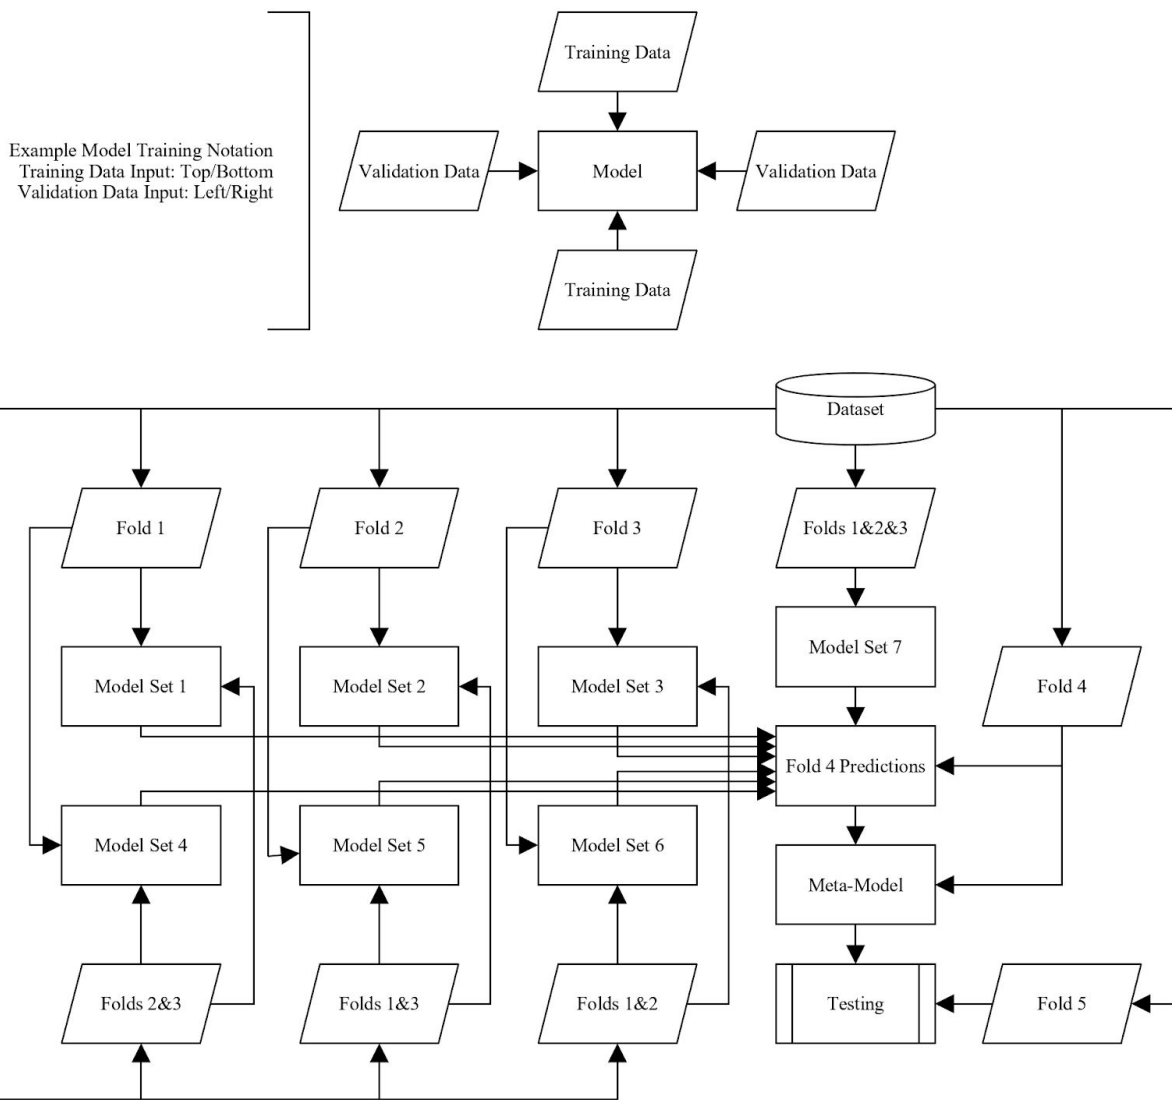 Training Data
Example Model Training Notation
Training Data Input: Top/Bottom
Validation Data Input: Left/Right
Validation Data
Model
Validation Data
Training Data
Dataset
Fold 1
Fold 2
Fold 3
Folds 1&2&3
Model Set 1
Model Set 2
Model Set 3
Model Set 7
Fold 4
Fold 4 Predictions
Model Set 4
Model Set 5
Model Set 6
Meta-Model
Folds 2&3
Folds 1&3
Folds 1&2
Testing
Fold 5